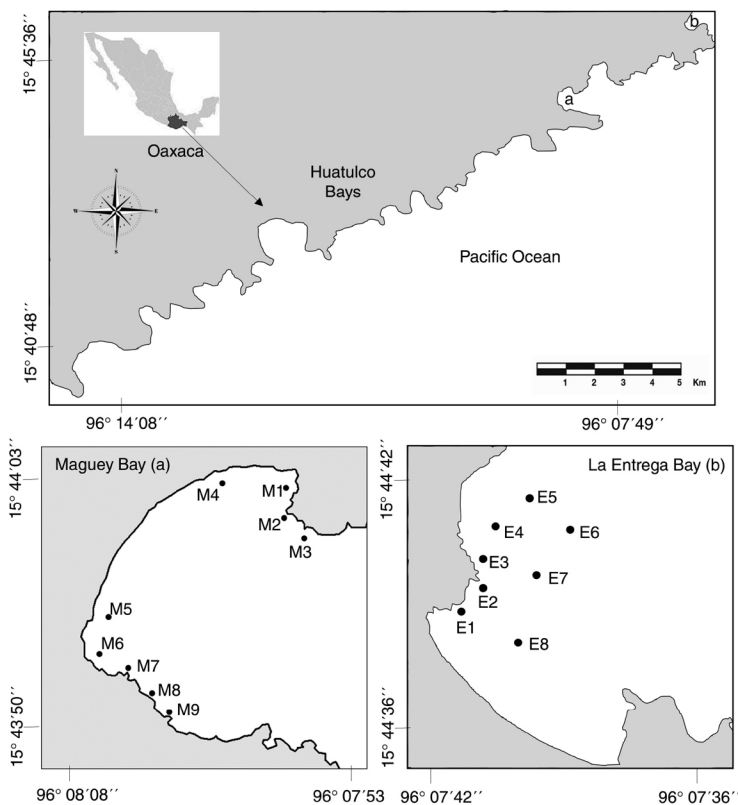 b
15° 45′36′′
a
Oaxaca
Huatulco
Bays
N
W
E
S
Pacific Ocean
15° 40′48′′
1 2 3 4 5 Km
96° 14′08′′
96° 07′49′′
Maguey Bay (a)
15° 44′03′′
M4
M1
M2
M3
M5
M6
M7
M8
M9
15° 43′50′′
96° 08′08′′
96° 07′53′′
La Entrega Bay (b)
15° 44′42′′
E5
E4
E6
E3
E7
E2
E1
E8
15° 44′36′′
96° 07′42′′
96° 07′36′′